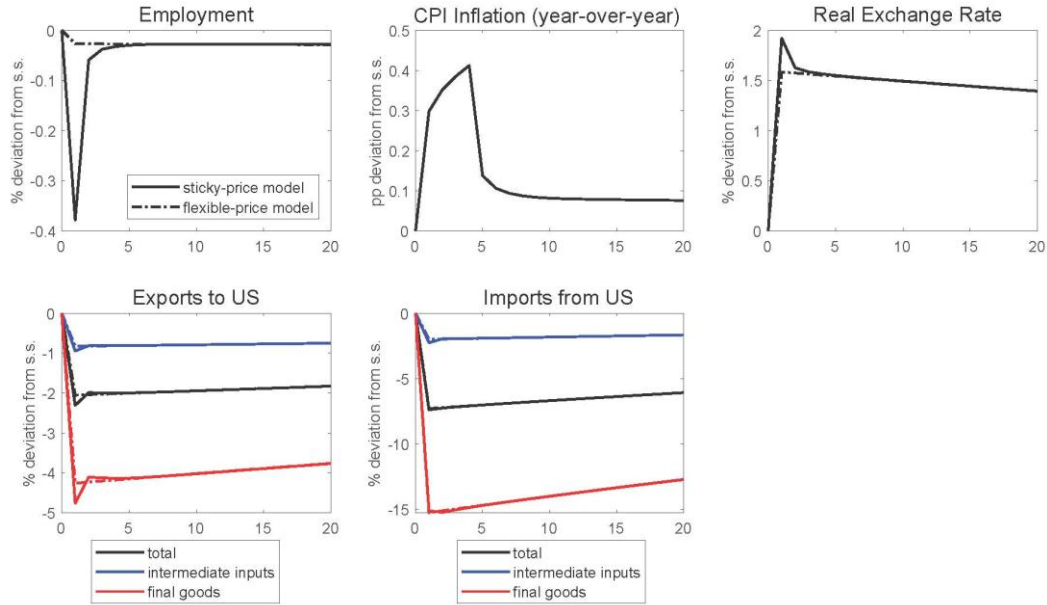 Employment
% deviation from s.s.
0
-0.1
-0.2
-0.3
-0.4
0 5 10 15 20
sticky-price model
flexible-price model
CPI Inflation (year-over-year)
pp deviation from s.s.
0.5
0.4
0.3
0.2
0.1
0
0 5 10 15 20
Real Exchange Rate
% deviation from s.s.
2
1.5
1
0.5
0
0 5 10 15 20
Exports to US
% deviation from s.s.
0
-1
-2
-3
-4
-5
0 5 10 15 20
total
intermediate inputs
final goods
Imports from US
% deviation from s.s.
0
-5
-10
-15
0 5 10 15 20
total
intermediate inputs
final goods